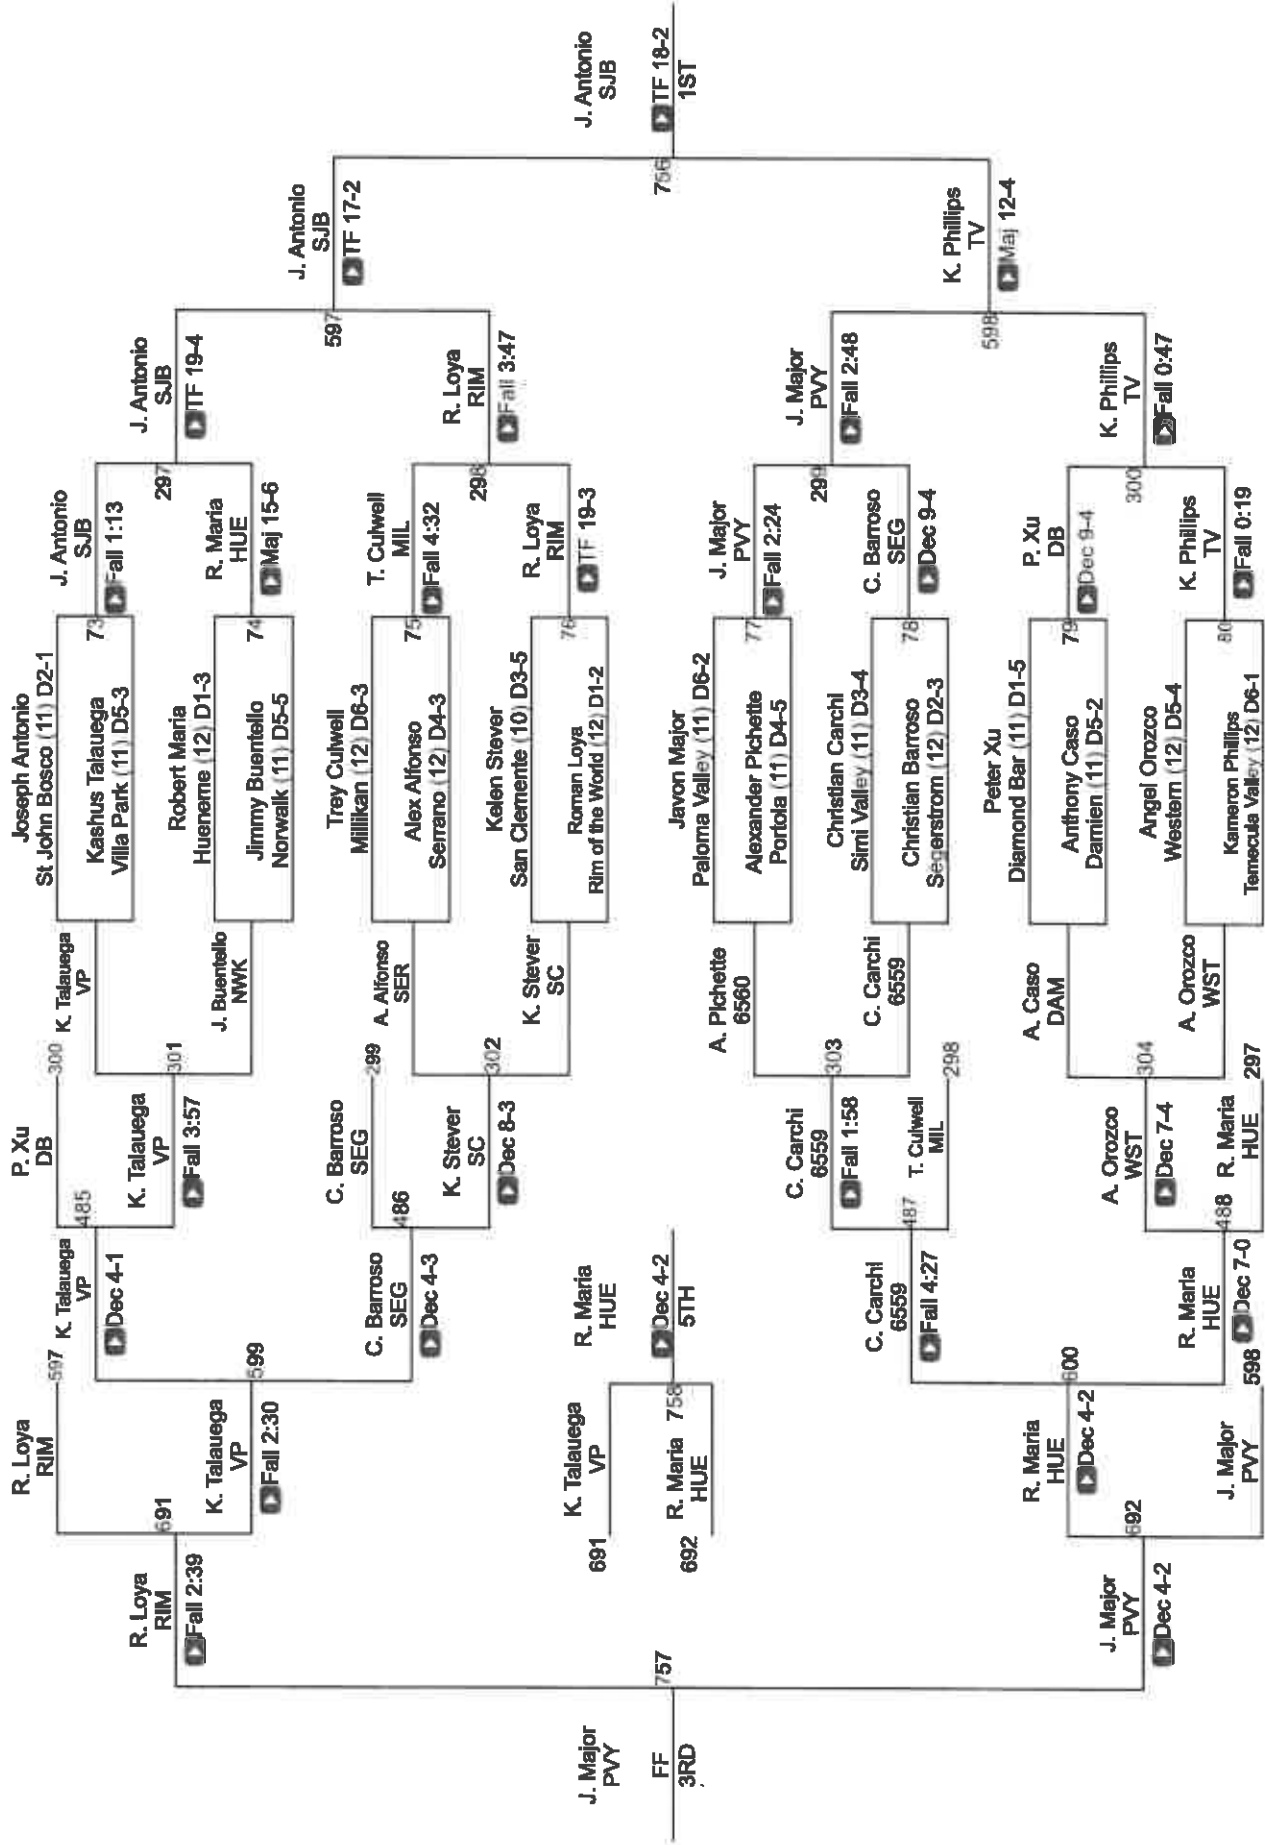 Joseph Antonio
St John Bosco (11) D2-1
Kashus Talauega
Villa Park (11) D5-3
73
Robert Maria
Hueneme (12) D1-3
Jimmy Buentello
Norwalk (11) D5-5
74
Trey Culwell
Millikan (12) D6-3
Alex Alfonso
Serrano (12) D4-3
75
Kelen Stever
San Clemente (10) D3-5
Roman Loya
Rim of the World (12) D1-2
76
Javon Major
Paloma Valley (11) D6-2
Alexander Pichette
Portola (11) D4-5
77
Christian Carchi
Simi Valley (11) D3-4
Christian Barroso
Segerstrom (12) D2-3
78
Peter Xu
Diamond Bar (11) D1-5
Anthony Caso
Damien (11) D5-2
79
Angel Orozco
Western (12) D5-4
Kameron Phillips
Temecula Valley (12) D6-1
80
J. Antonio
SJB
Fall 1:13
297
R. Maria
HUE
Maj 15-6
T. Culwell
MIL
Fall 4:32
298
R. Loya
RIM
TF 19-3
J. Major
PVY
Fall 2:24
299
C. Barroso
SEG
Dec 9-4
P. Xu
DB
Dec 9-4
300
K. Phillips
TV
Fall 0:19
J. Antonio
SJB
TF 19-4
597
R. Loya
RIM
Fall 3:47
J. Major
PVY
Fall 2:48
598
K. Phillips
TV
Fall 0:47
J. Antonio
SJB
TF 17-2
756
K. Phillips
TV
Maj 12-4
J. Antonio
SJB
TF 18-2
1ST
K. Talauega
VP
301
J. Buentello
NWK
A. Alfonso
SER
302
K. Stever
SC
A. Pichette
6560
303
C. Carchi
6559
A. Caso
DAM
304
A. Orozco
WST
P. Xu
DB
300
485
K. Talauega
VP
Fall 3:57
C. Barroso
SEG
299
486
K. Stever
SC
Dec 8-3
C. Carchi
6559
Fall 1:58
487
T. Culwell
MIL
298
A. Orozco
WST
Dec 7-4
488
R. Maria
HUE
297
K. Talauega
VP
Dec 4-1
599
C. Barroso
SEG
Dec 4-3
C. Carchi
6559
Fall 4:27
600
R. Maria
HUE
Dec 7-0
R. Loya
RIM
597
691
K. Talauega
VP
Fall 2:30
R. Maria
HUE
Dec 4-2
692
J. Major
PVY
598
R. Loya
RIM
Fall 2:39
757
J. Major
PVY
Dec 4-2
J. Major
PVY
FF
3RD
691
K. Talauega
VP
758
692
R. Maria
HUE
R. Maria
HUE
Dec 4-2
5TH